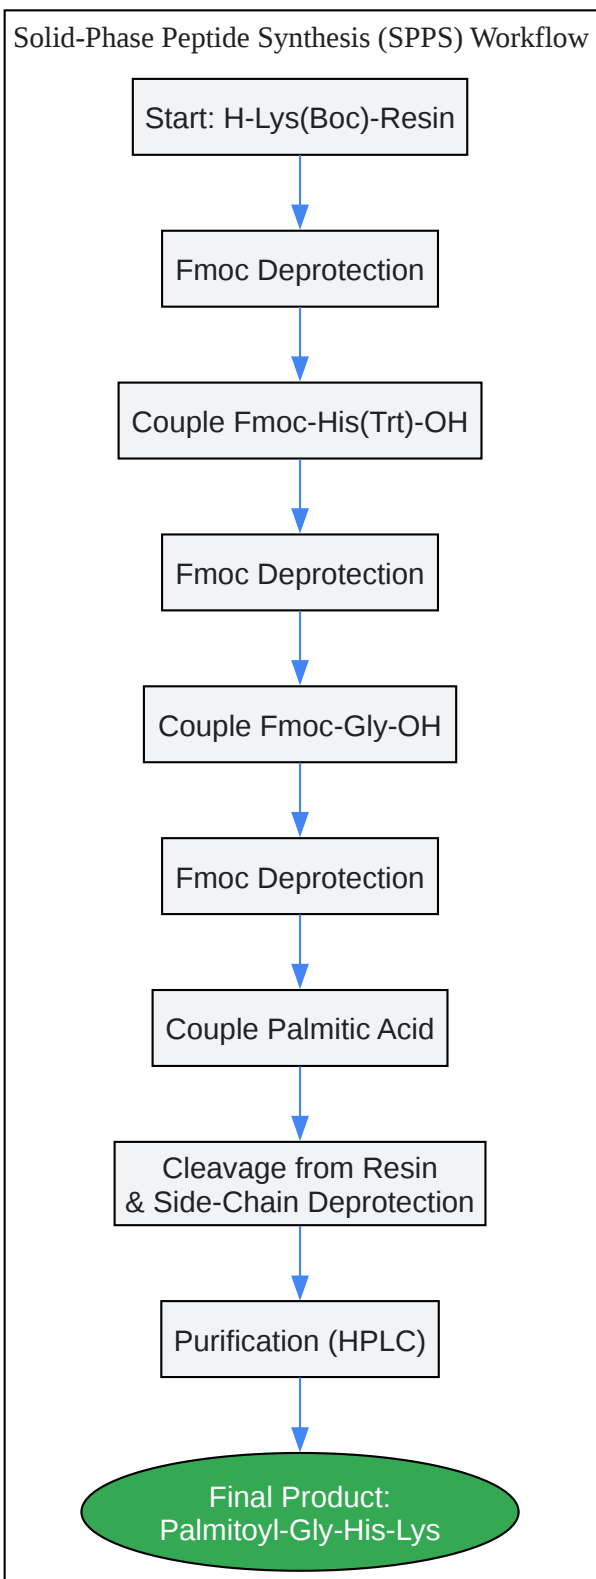 Solid-Phase Peptide Synthesis (SPPS) Workflow
Start: H-Lys(Boc)-Resin
Fmoc Deprotection
Couple Fmoc-His(Trt)-OH
Fmoc Deprotection
Couple Fmoc-Gly-OH
Fmoc Deprotection
Couple Palmitic Acid
Cleavage from Resin
& Side-Chain Deprotection
Purification (HPLC)
Final Product:
Palmitoyl-Gly-His-Lys